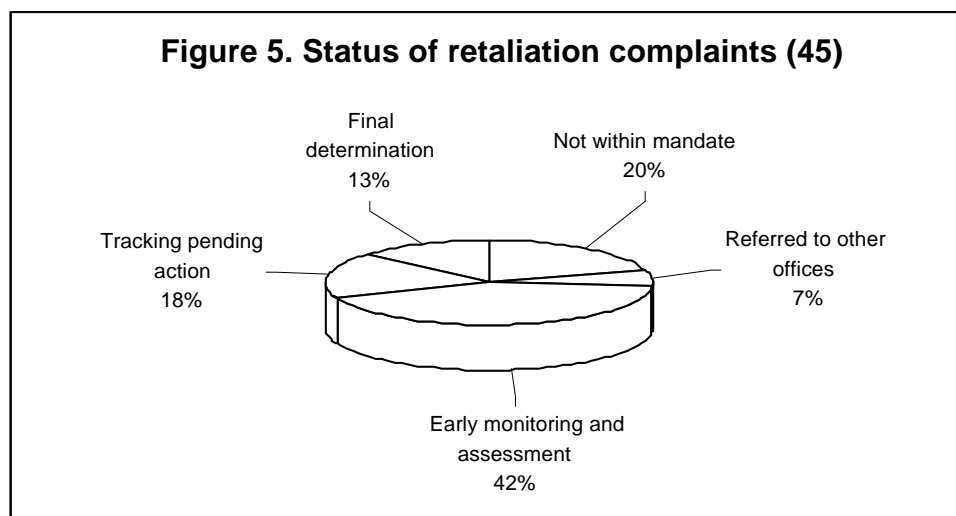 Figure 5. Status of retaliation complaints (45)
Final
determination
13%
Not within mandate
20%
Tracking pending
action
18%
Referred to other
offices
7%
Early monitoring and
assessment
42%